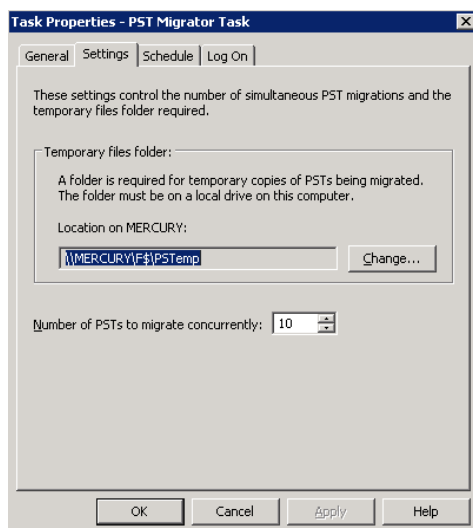 Task Properties - PST Migrator Task
General Settings Schedule Log On
These settings control the number of simultaneous PST migrations and the
temporary files folder required.
Temporary files folder:
A folder is required for temporary copies of PSTs being migrated.
The folder must be on a local drive on this computer.
Location on MERCURY:
\\MERCURY\F$\PSTemp
Change...
Number of PSTs to migrate concurrently: 10
OK Cancel Apply Help